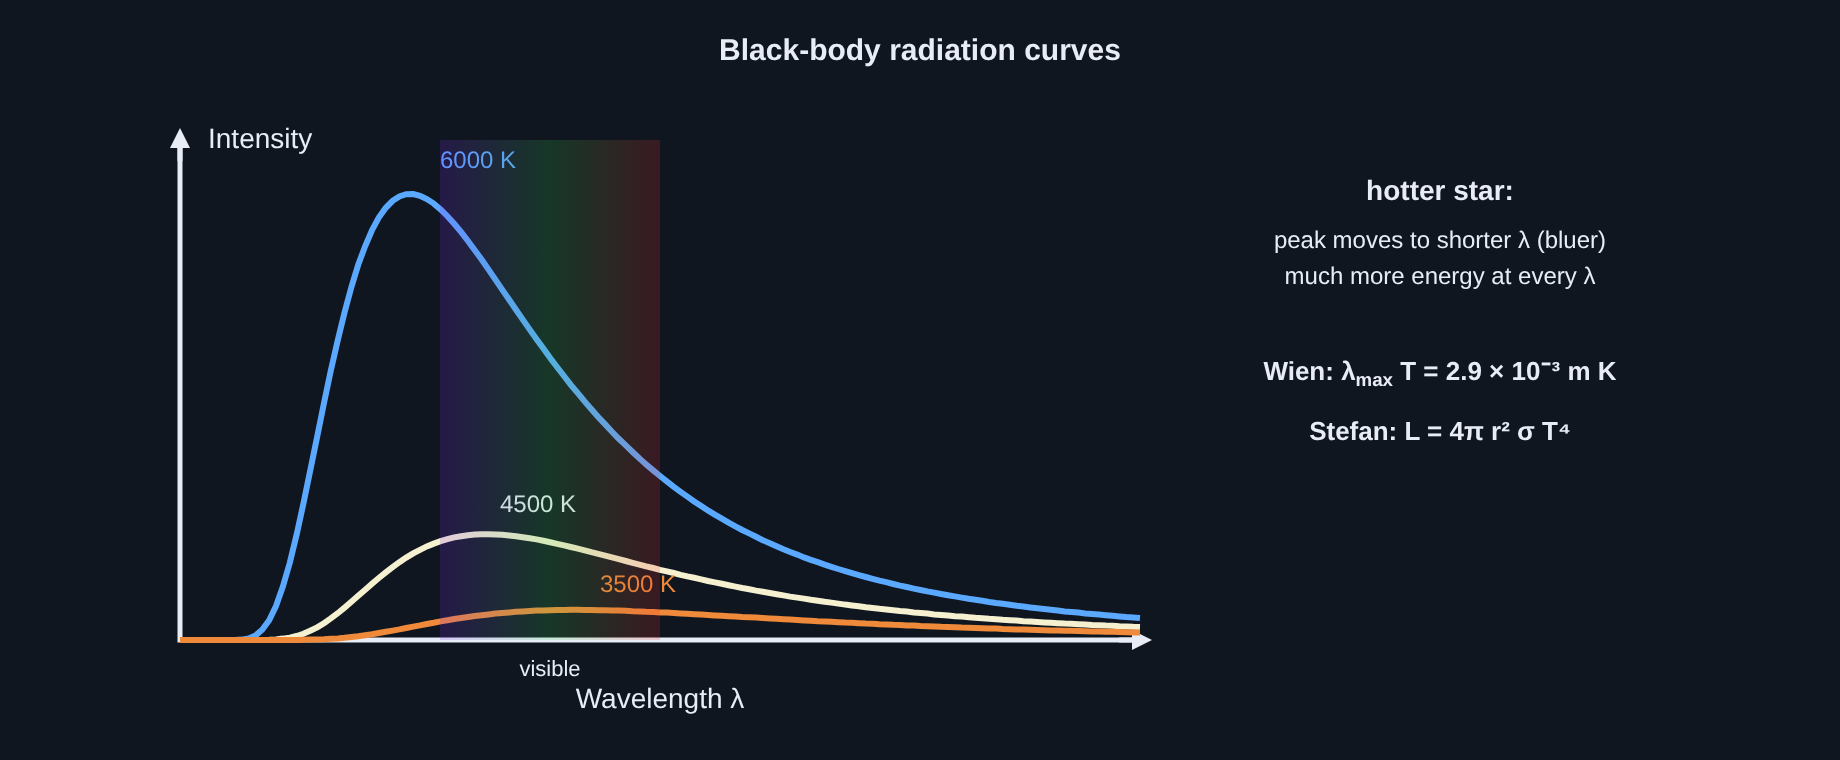 Black-body radiation curves
Intensity
6000 K
4500 K
3500 K
visible
Wavelength λ
hotter star:
peak moves to shorter λ (bluer)
much more energy at every λ
Wien: λmax T = 2.9 × 10⁻³ m K
Stefan: L = 4π r² σ T⁴